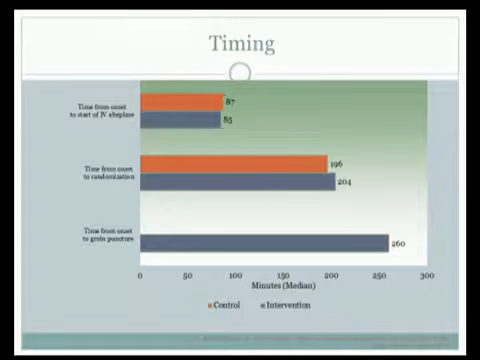 Timing
Time from onset
to start of IV alteplase
87
85
Time from onset
to randomization
196
204
Time from onset
to groin puncture
260
0 50 100 150 200 250 300
Minutes (Median)
Control Intervention